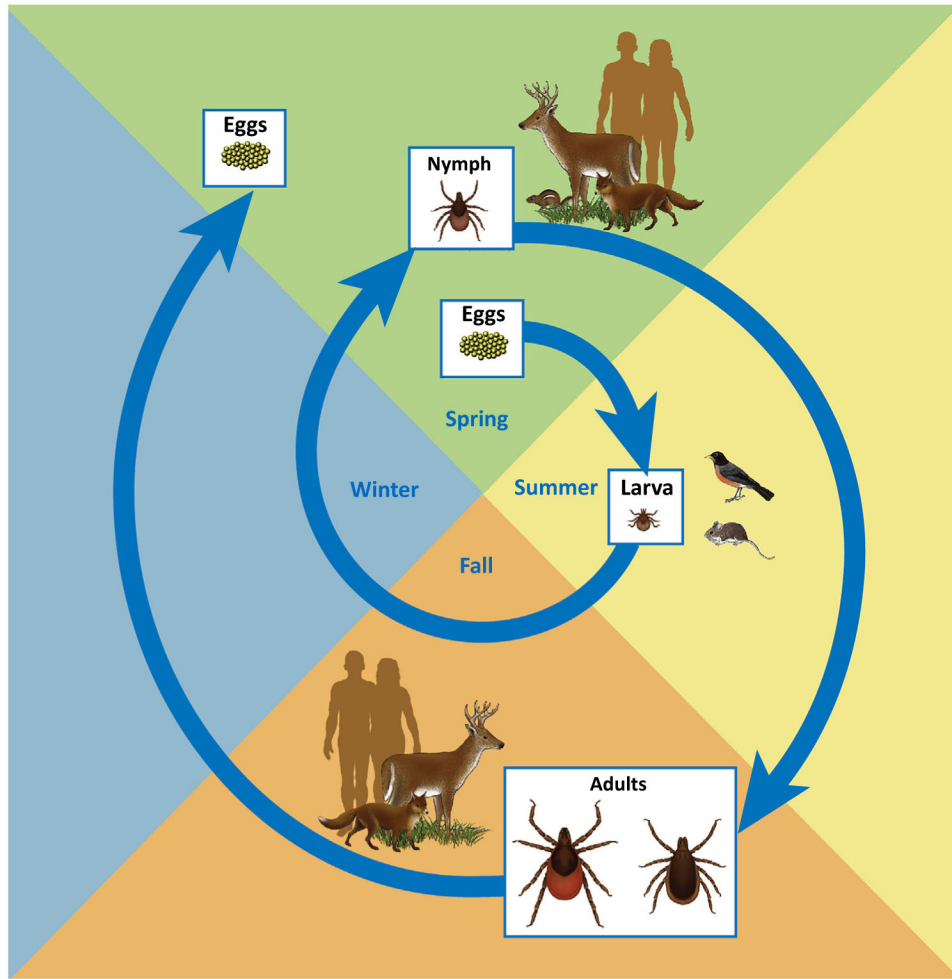 Eggs
Nymph
Eggs
Spring
Winter
Summer
Larva
Fall
Adults